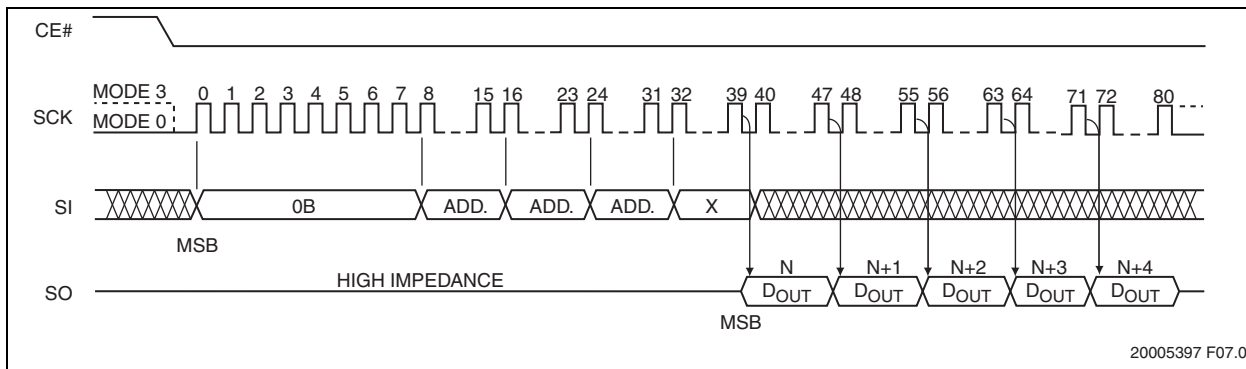 CE#
MODE 3
0 1 2 3 4 5 6 7 8 15 16 23 24 31 32 39 40 47 48 55 56 63 64 71 72 80
SCK
MODE 0
SI
0B ADD. ADD. ADD. X
MSB
HIGH IMPEDANCE
N N+1 N+2 N+3 N+4
SO
DOUT DOUT DOUT DOUT DOUT
MSB
20005397 F07.0